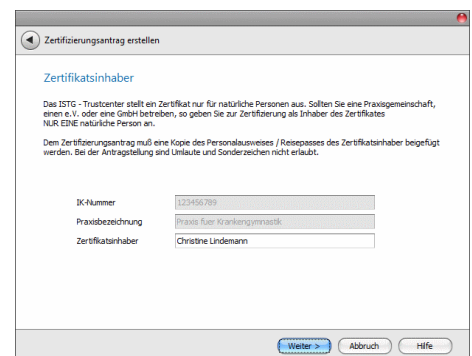 Zertifizierungsantrag erstellen
Zertifikatsinhaber
Das ISTG - Trustcenter stellt ein Zertifikat nur für natürliche Personen aus. Sollten Sie eine Praxisgemeinschaft,
einen e.V. oder eine GmbH betreiben, so geben Sie zur Zertifizierung als Inhaber des Zertifikates
NUR EINE natürliche Person an.
Dem Zertifizierungsantrag muß eine Kopie des Personalausweises / Reisepasses des Zertifikatsinhaber beigefügt
werden. Bei der Antragstellung sind Umlaute und Sonderzeichen nicht erlaubt.
IK-Nummer 123456789
Praxisbezeichnung Praxis fuer Krankengymnastik
Zertifikatsinhaber Christine Lindemann
Weiter > Abbruch Hilfe